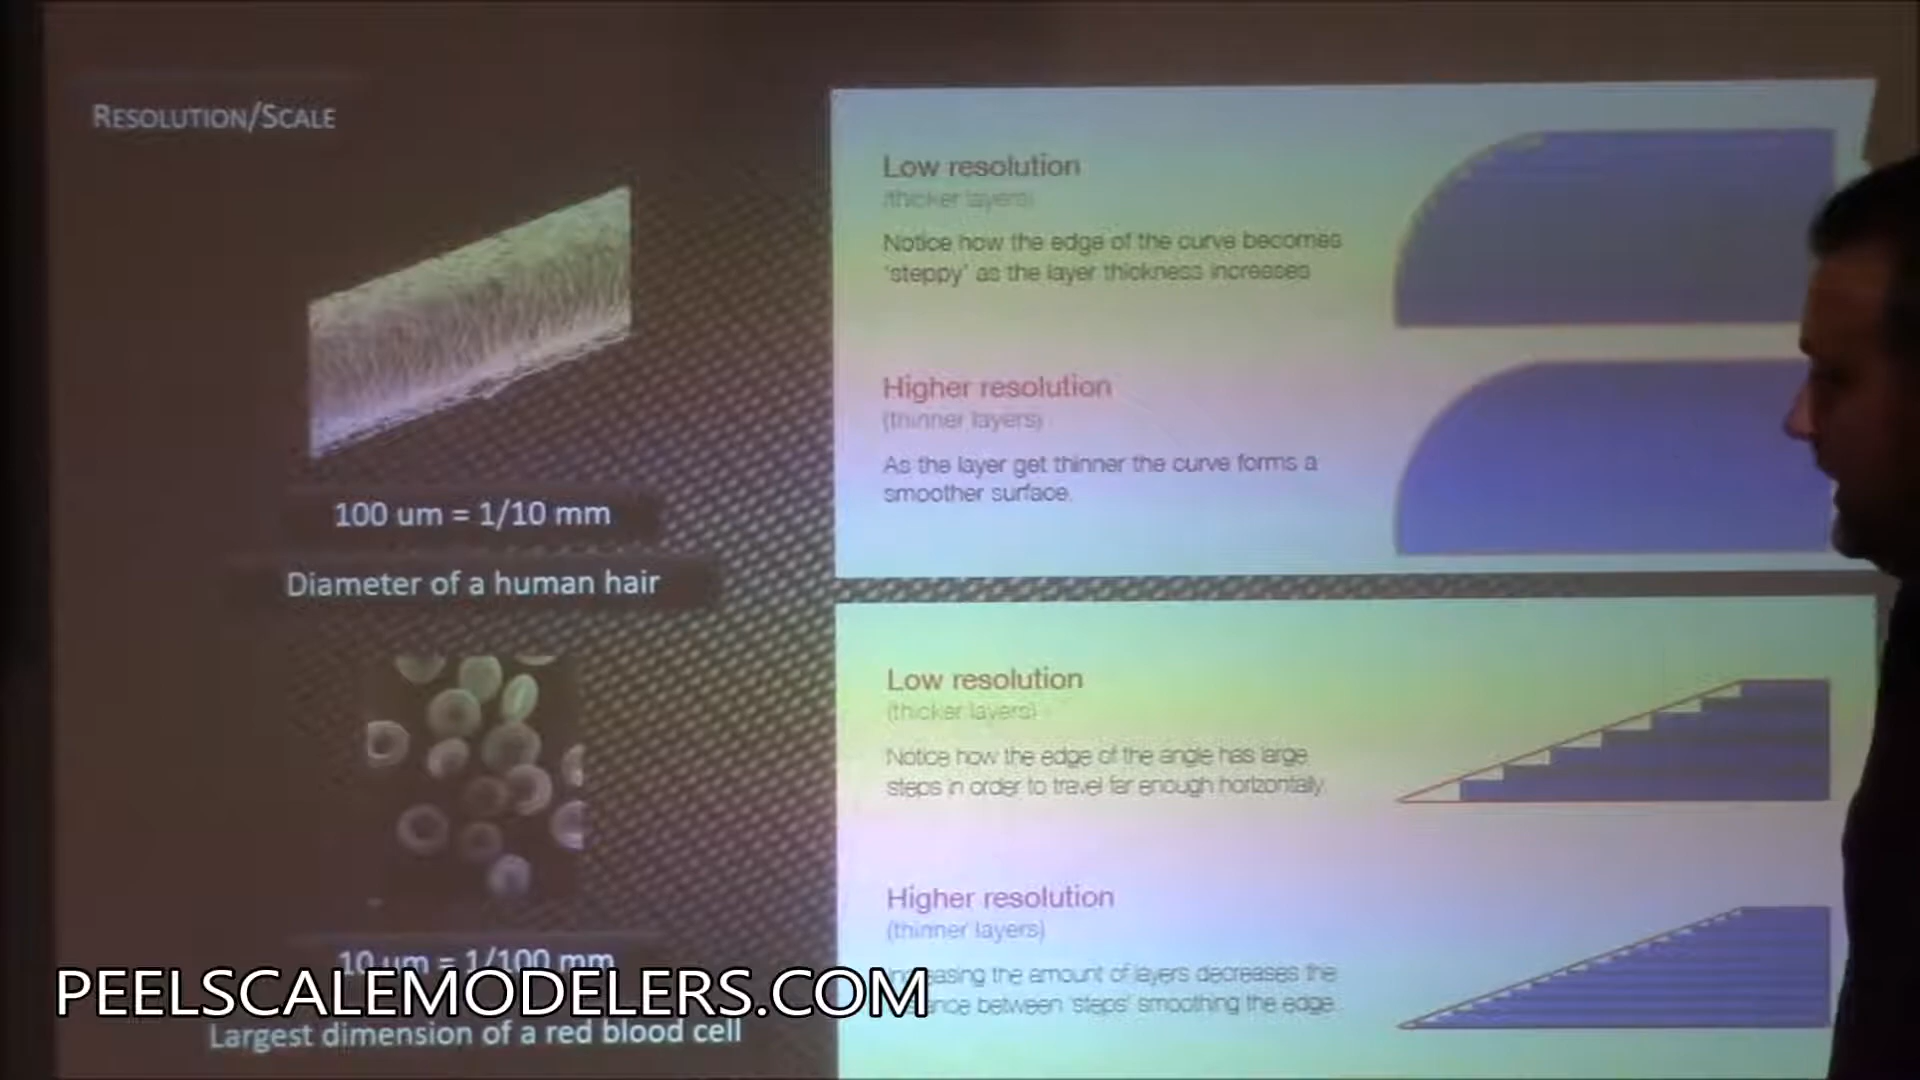 RESOLUTION/SCALE
100 um = 1/10 mm
Diameter of a human hair
10 um = 1/100 mm
PEELSCALEMODELERS.COM
Largest dimension of a red blood cell
Low resolution
(thicker layers)
Notice how the edge of the curve becomes
'steppy' as the layer thickness increases
Higher resolution
(thinner layers)
As the layer get thinner the curve forms a
smoother surface.
Low resolution
(thicker layers)
Notice how the edge of the angle has large
steps in order to travel far enough horizontally.
Higher resolution
(thinner layers)
the amount of layers decreases the
between 'steps' smoothing the edge.